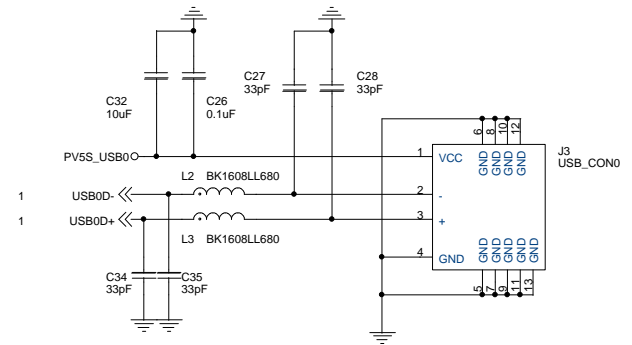 C32
10uF
C26
0.1uF
C27
33pF
C28
33pF
PV5S_USB0
L2 BK1608LL680
1 USB0D-
1 USB0D+
L3 BK1608LL680
C34
33pF
C35
33pF
6 8 10 12
GND GND GND GND
J3
USB_CON0
1 VCC
2 -
3 +
4 GND
GND GND GND GND GND
5 7 9 11 13